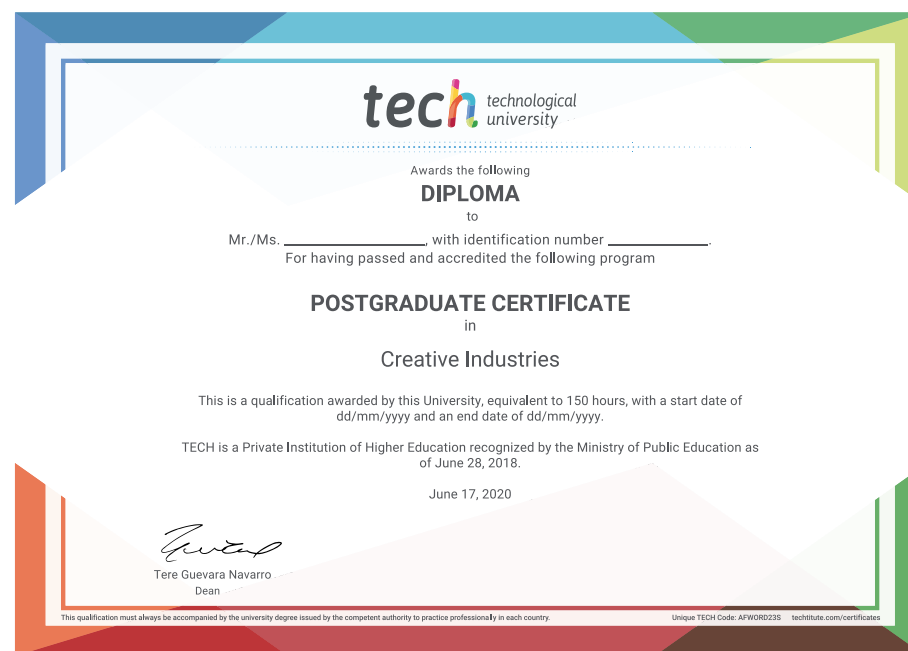 tech technological
university
Awards the following
DIPLOMA
to
Mr./Ms. ____________________, with identification number ______________.
For having passed and accredited the following program
POSTGRADUATE CERTIFICATE
in
Creative Industries
This is a qualification awarded by this University, equivalent to 150 hours, with a start date of
dd/mm/yyyy and an end date of dd/mm/yyyy.
TECH is a Private Institution of Higher Education recognized by the Ministry of Public Education as
of June 28, 2018.
June 17, 2020
Tere Guevara Navarro
Dean
This qualification must always be accompanied by the university degree issued by the competent authority to practice professionally in each country. Unique TECH Code: AFWORD23S techtitute.com/certificates